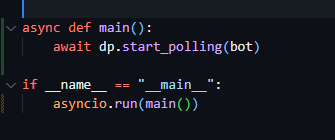 async def main():
    await dp.start_polling(bot)
if __name__ == "__main__":
    asyncio.run(main())